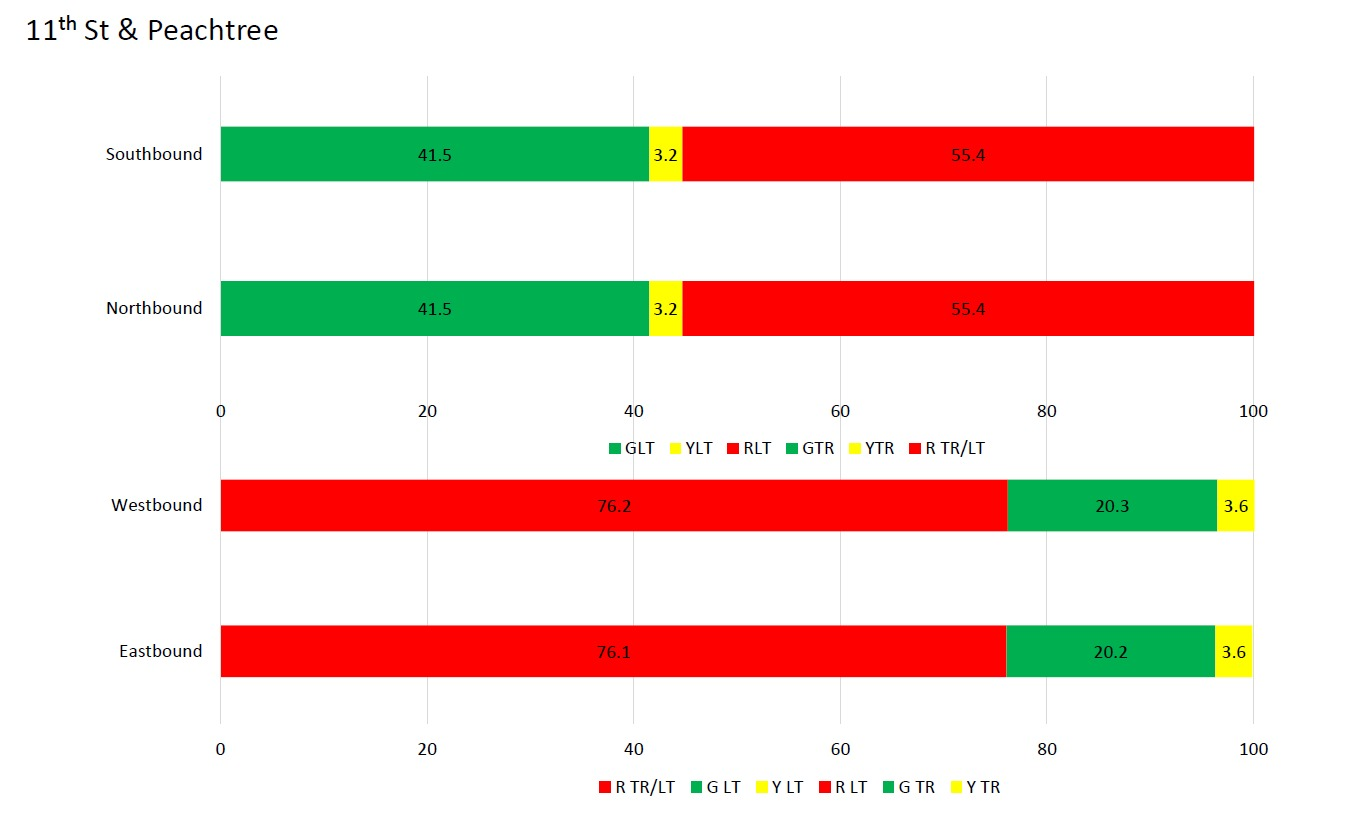 11th St & Peachtree
Southbound 41.5 3.2 55.4
Northbound 41.5 3.2 55.4
0 20 40 60 80 100
GLT YLT RLT GTR YTR R TR/LT
Westbound 76.2 20.3 3.6
Eastbound 76.1 20.2 3.6
0 20 40 60 80 100
R TR/LT G LT Y LT R LT G TR Y TR